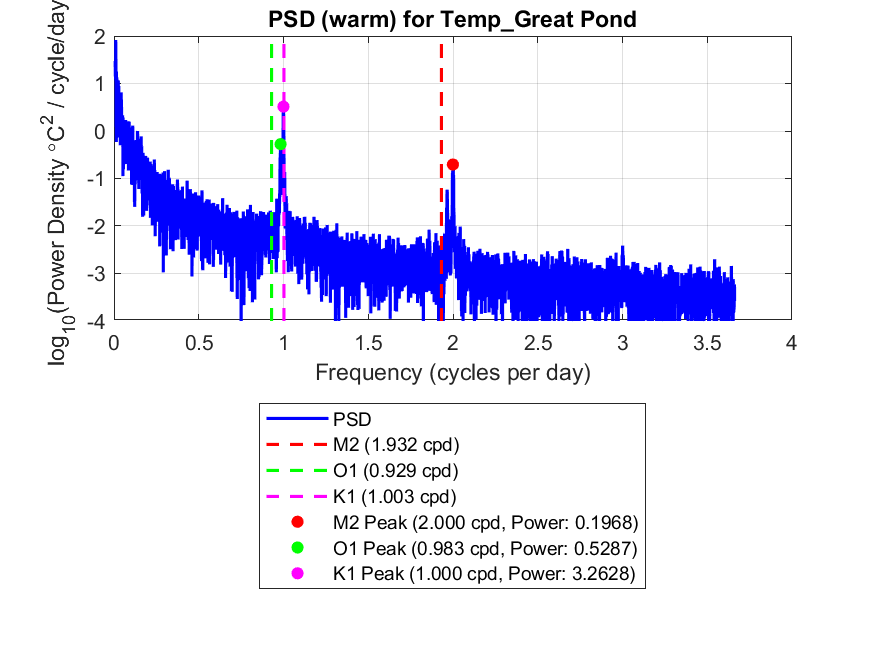 PSD (warm) for Temp_Great Pond
log10(Power Density °C2 / cycle/day
2
1
0
-1
-2
-3
-4
0 0.5 1 1.5 2 2.5 3 3.5 4
Frequency (cycles per day)
PSD
M2 (1.932 cpd)
O1 (0.929 cpd)
K1 (1.003 cpd)
M2 Peak (2.000 cpd, Power: 0.1968)
O1 Peak (0.983 cpd, Power: 0.5287)
K1 Peak (1.000 cpd, Power: 3.2628)